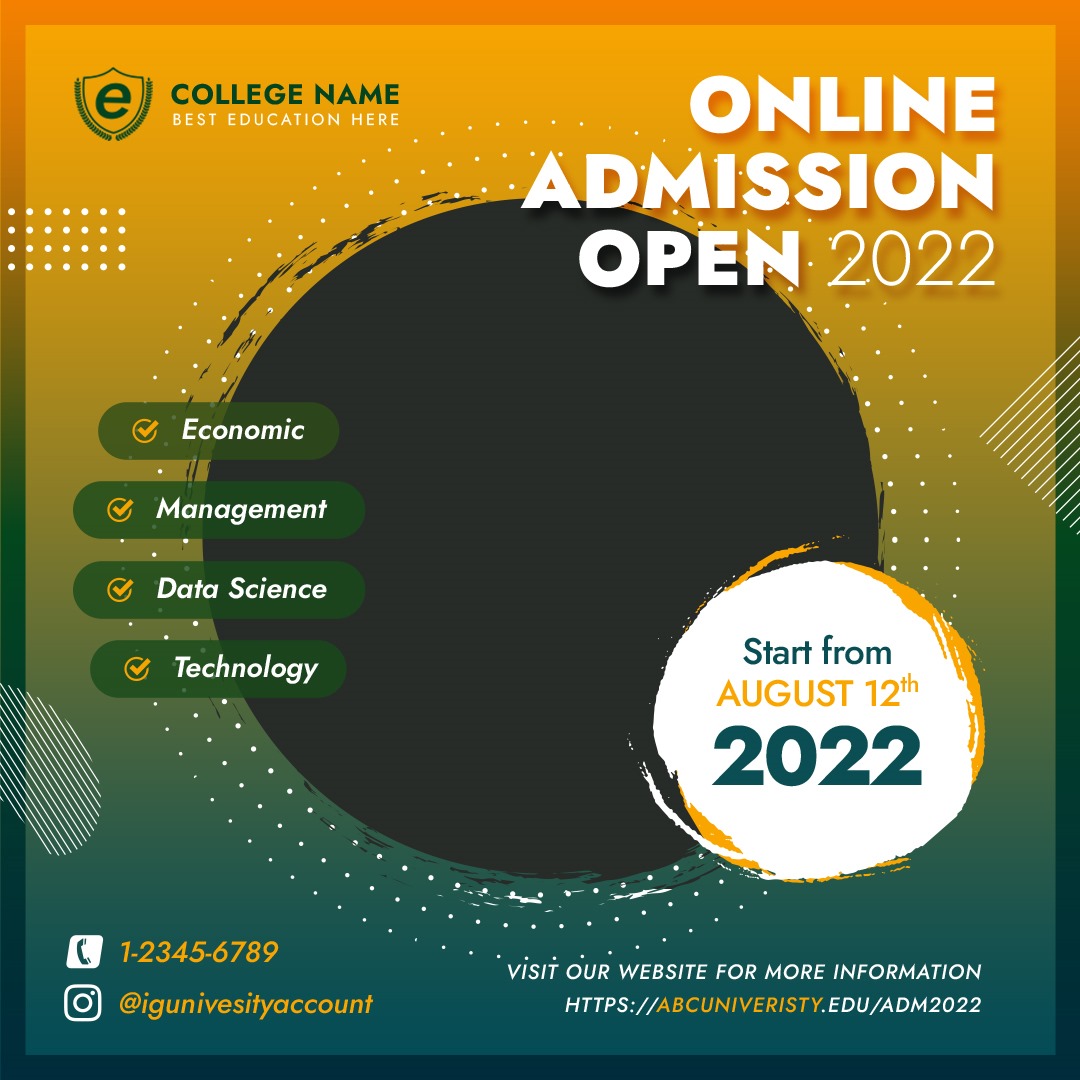 e
COLLEGE NAME
BEST EDUCATION HERE
ONLINE
ADMISSION
OPEN 2022
Economic
Management
Data Science
Technology
Start from
AUGUST 12th
2022
1-2345-6789
@igunivesityaccount
VISIT OUR WEBSITE FOR MORE INFORMATION
HTTPS://ABCUNIVERISTY.EDU/ADM2022